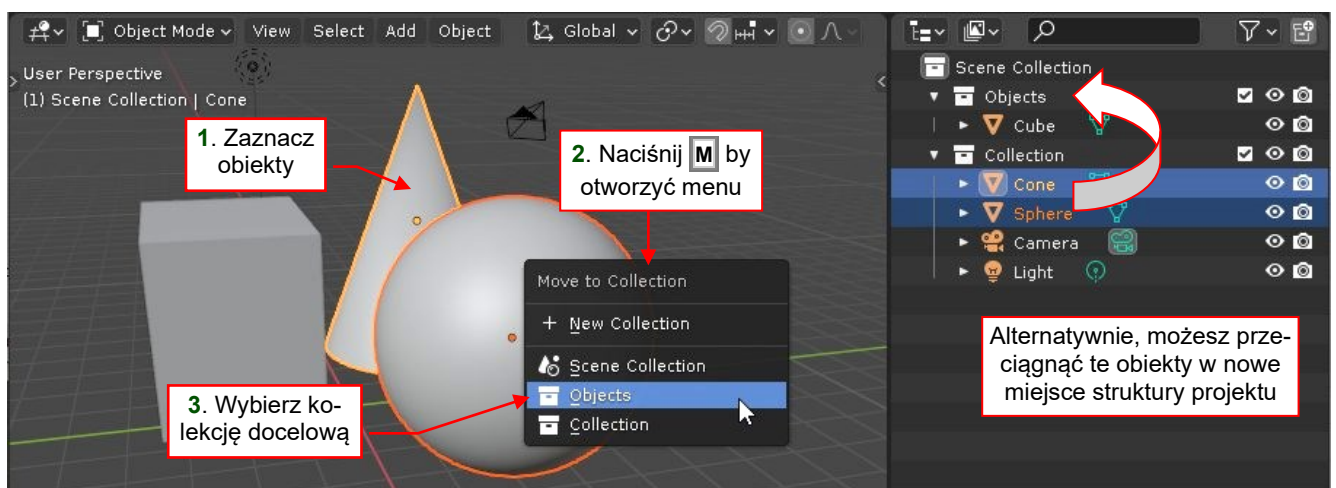 Object Mode View Select Add Object Global
User Perspective
(1) Scene Collection | Cone
1. Zaznacz
obiekty
2. Naciśnij M by
otworzyć menu
Move to Collection
New Collection
Scene Collection
Objects
Collection
3. Wybierz ko-
lekcję docelową
Scene Collection
Objects
Cube
Collection
Cone
Sphere
Camera
Light
Alternatywnie, możesz prze-
ciągnąć te obiekty w nowe
miejsce struktury projektu